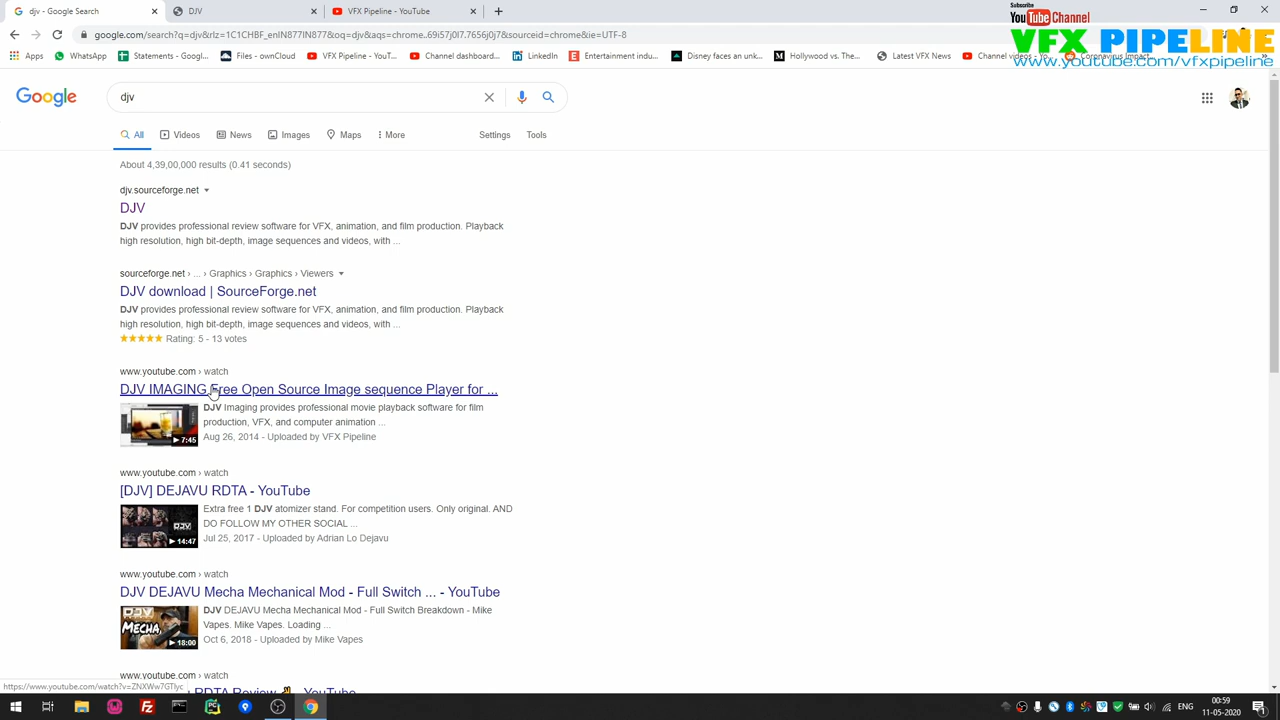 djv - Google Search
DJV
VFX Pipeline - YouTube
Subscribe
YouTube Channel
google.com/search?q=djv&rlz=1C1CHBF_enIN877IN877&oq=djv&aqs=chrome..69i57j0l7.7656j0j7&sourceid=chrome&ie=UTF-8
VFX PIPELINE
Apps
WhatsApp
Statements - Googl...
Files - ownCloud
VFX Pipeline - YouT...
Channel dashboard...
LinkedIn
Entertainment indu...
Disney faces an unk...
Hollywood vs. The...
Latest VFX News
Channel videos - Yo...
Coronavirus Impact
www.youtube.com/vfxpipeline
Google
djv
All
Videos
News
Images
Maps
More
Settings
Tools
About 4,39,00,000 results (0.41 seconds)
djv.sourceforge.net
DJV
DJV provides professional review software for VFX, animation, and film production. Playback
high resolution, high bit-depth, image sequences and videos, with ...
sourceforge.net › ... › Graphics › Graphics › Viewers
DJV download | SourceForge.net
DJV provides professional review software for VFX, animation, and film production. Playback
high resolution, high bit-depth, image sequences and videos, with ...
Rating: 5 - 13 votes
www.youtube.com › watch
DJV IMAGING Free Open Source Image sequence Player for ...
DJV Imaging provides professional movie playback software for film
production, VFX, and computer animation ...
7:45
Aug 26, 2014 - Uploaded by VFX Pipeline
www.youtube.com › watch
[DJV] DEJAVU RDTA - YouTube
Extra free 1 DJV atomizer stand. For competition users. Only original. AND
DO FOLLOW MY OTHER SOCIAL ...
14:47
Jul 25, 2017 - Uploaded by Adrian Lo Dejavu
www.youtube.com › watch
DJV DEJAVU Mecha Mechanical Mod - Full Switch ... - YouTube
DJV DEJAVU Mecha Mechanical Mod - Full Switch Breakdown - Mike
Vapes. Mike Vapes. Loading ...
DJV
MECHA
18:00
Oct 6, 2018 - Uploaded by Mike Vapes
www.youtube.com › watch
https://www.youtube.com/watch?v=ZNXWw7GTlyc
RDTA Review ✌ - YouTube
ENG
00:59
11-05-2020